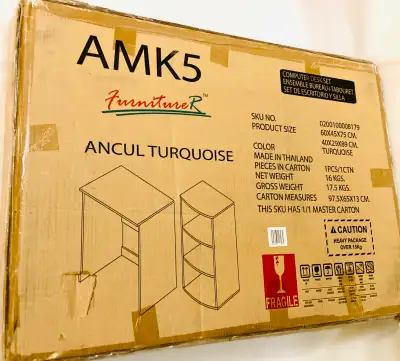 AMK5
FurnitureR™
ANCUL TURQUOISE
COMPUTER DESK SET
ENSEMBLE BUREAU+TABOURET
SET DE ESCRITORIO Y SILLA
SKU NO. 0200100008179
PRODUCT SIZE 60X45X75 CM.
40X29X89 CM.
COLOR TURQUOISE
MADE IN THAILAND
PIECES IN CARTON 1PCS/1CTN
NET WEIGHT 16 KGS.
GROSS WEIGHT 17.5 KGS.
CARTON MEASURES 97.5X65X13 CM.
THIS SKU HAS 1/1 MASTER CARTON
CAUTION
HEAVY PACKAGE
OVER 15Kg
FRAGILE